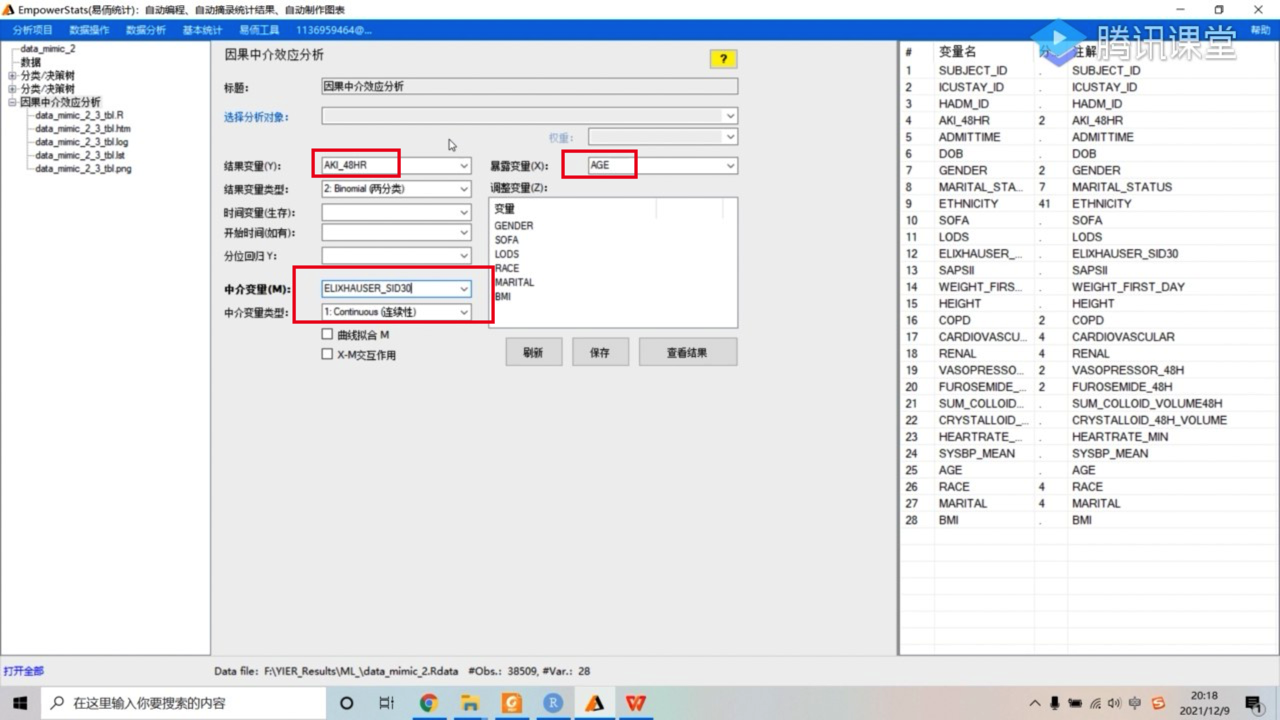 EmpowerStats(易侕统计)：自动编程、自动摘录统计结果、自动制作图表
分析项目 数据操作 数据分析 基本统计 易侕工具 1136959464@... 帮助
腾讯课堂
data_mimic_2
数据
分类/决策树
分类/决策树
因果中介效应分析
data_mimic_2_3_tbl.R
data_mimic_2_3_tbl.htm
data_mimic_2_3_tbl.log
data_mimic_2_3_tbl.lst
data_mimic_2_3_tbl.png
因果中介效应分析 ?
标题: 因果中介效应分析
选择分析对象:
权重:
结果变量(Y): AKI_48HR 暴露变量(X): AGE
结果变量类型: 2: Binomial (两分类) 调整变量(Z):
时间变量(生存):
开始时间(如有):
分位回归 Y:
中介变量(M): ELIXHAUSER_SID30
中介变量类型: 1: Continuous (连续性)
曲线拟合 M
X-M交互作用
变量
GENDER
SOFA
LODS
RACE
MARITAL
BMI
刷新 保存 查看结果
# 变量名 分 注解
1 SUBJECT_ID . SUBJECT_ID
2 ICUSTAY_ID . ICUSTAY_ID
3 HADM_ID . HADM_ID
4 AKI_48HR 2 AKI_48HR
5 ADMITTIME . ADMITTIME
6 DOB . DOB
7 GENDER 2 GENDER
8 MARITAL_STA... 7 MARITAL_STATUS
9 ETHNICITY 41 ETHNICITY
10 SOFA . SOFA
11 LODS . LODS
12 ELIXHAUSER_... . ELIXHAUSER_SID30
13 SAPSII . SAPSII
14 WEIGHT_FIRS... . WEIGHT_FIRST_DAY
15 HEIGHT . HEIGHT
16 COPD 2 COPD
17 CARDIOVASCU... 4 CARDIOVASCULAR
18 RENAL 4 RENAL
19 VASOPRESSO... 2 VASOPRESSOR_48H
20 FUROSEMIDE_... 2 FUROSEMIDE_48H
21 SUM_COLLOID... . SUM_COLLOID_VOLUME48H
22 CRYSTALLOID_... . CRYSTALLOID_48H_VOLUME
23 HEARTRATE_... . HEARTRATE_MIN
24 SYSBP_MEAN . SYSBP_MEAN
25 AGE . AGE
26 RACE 4 RACE
27 MARITAL 4 MARITAL
28 BMI . BMI
打开全部 Data file: F:\YIER_Results\ML_\data_mimic_2.Rdata #Obs.: 38509, #Var.: 28
在这里输入你要搜索的内容
20:18
2021/12/9